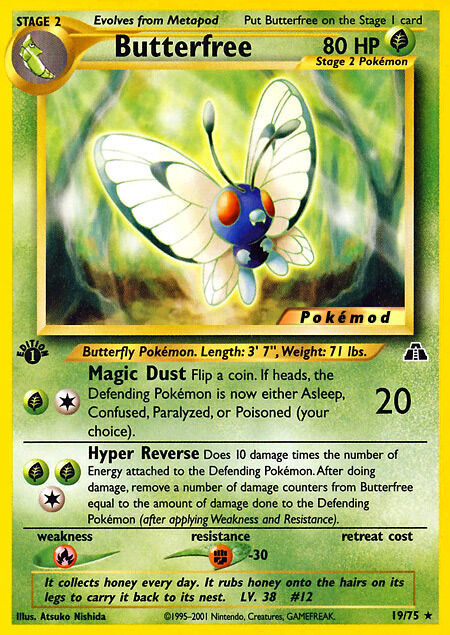 STAGE 2 Evolves from Metapod Put Butterfree on the Stage 1 card
Butterfree 80 HP
Stage 2 Pokémon
Pokémod
EDITION 1
Butterfly Pokémon. Length: 3' 7", Weight: 71 lbs.
Magic Dust Flip a coin. If heads, the
Defending Pokémon is now either Asleep,
Confused, Paralyzed, or Poisoned (your
choice).
20
Hyper Reverse Does 10 damage times the number of
Energy attached to the Defending Pokémon. After doing
damage, remove a number of damage counters from Butterfree
equal to the amount of damage done to the Defending
Pokémon (after applying Weakness and Resistance).
weakness resistance retreat cost
-30
It collects honey every day. It rubs honey onto the hairs on its
legs to carry it back to its nest. LV. 38 #12
Illus. Atsuko Nishida ©1995-2001 Nintendo, Creatures, GAMEFREAK. 19/75 ★